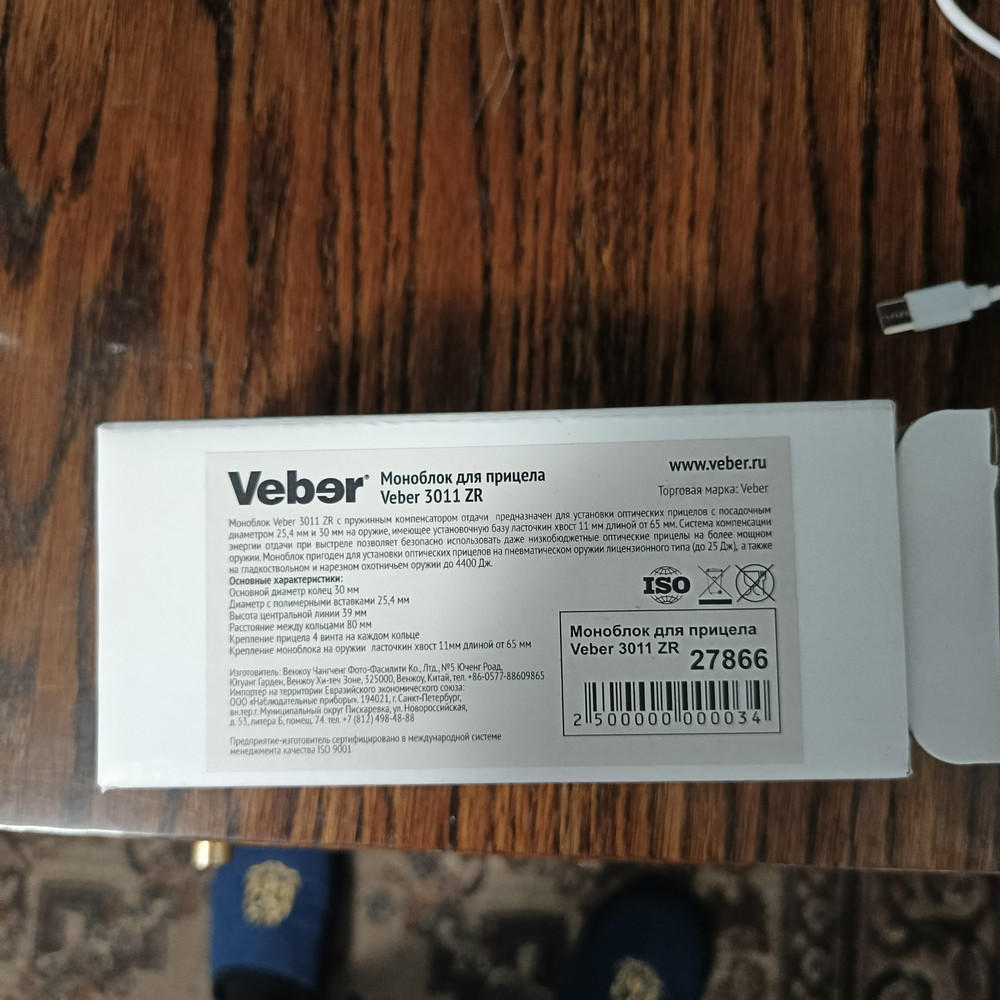 Veber®
Моноблок для прицела
Veber 3011 ZR
www.veber.ru
Торговая марка: Veber
Моноблок Veber 3011 ZR с пружинным компенсатором отдачи предназначен для установки оптических прицелов с посадочным
диаметром 25,4 мм и 30 мм на оружие, имеющее установочную базу ласточкин хвост 11 мм длиной от 65 мм. Система компенсации
энергии отдачи при выстреле позволяет безопасно использовать даже низкобюджетные оптические прицелы на более мощном
оружии. Моноблок пригоден для установки оптических прицелов на пневматическом оружии лицензионного типа (до 25 Дж), а также
на гладкоствольном и нарезном охотничьем оружии до 4400 Дж.
Основные характеристики:
Основной диаметр колец 30 мм
Диаметр с полимерными вставками 25,4 мм
Высота центральной линии 39 мм
Расстояние между кольцами 80 мм
Крепление прицела 4 винта на каждом кольце
Крепление моноблока на оружии ласточкин хвост 11мм длиной от 65 мм
ISO
Изготовитель: Венжоу Чангченг Фото-Фасилити Ко., Лтд., №5 Юченг Роад,
Югуанг Гарден, Венжоу Хи-теч Зоне, 325000, Венжоу, Китай, тел. +86-0577-88609865
Импортер на территории Евразийского экономического союза:
ООО «Наблюдательные приборы», 194021, г. Санкт-Петербург,
вн.тер.г. Муниципальный округ Пискаревка, ул. Новороссийская,
д. 53, литера Б, помещ. 74. тел. +7 (812) 498-48-88
Предприятие-изготовитель сертифицировано в международной системе
менеджмента качества ISO 9001
Моноблок для прицела
Veber 3011 ZR
27866
2 500000 000034